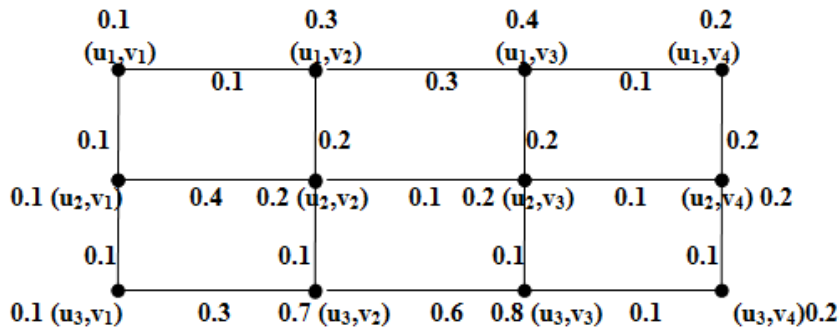 0.1 0.3 0.4 0.2
(u1,v1) (u1,v2) (u1,v3) (u1,v4)
0.1 0.3 0.1
0.1 0.2 0.2 0.2
0.1 (u2,v1) 0.4 0.2 (u2,v2) 0.1 0.2 (u2,v3) 0.1 (u2,v4) 0.2
0.1 0.1 0.1 0.1
0.1 (u3,v1) 0.3 0.7 (u3,v2) 0.6 0.8 (u3,v3) 0.1 (u3,v4)0.2